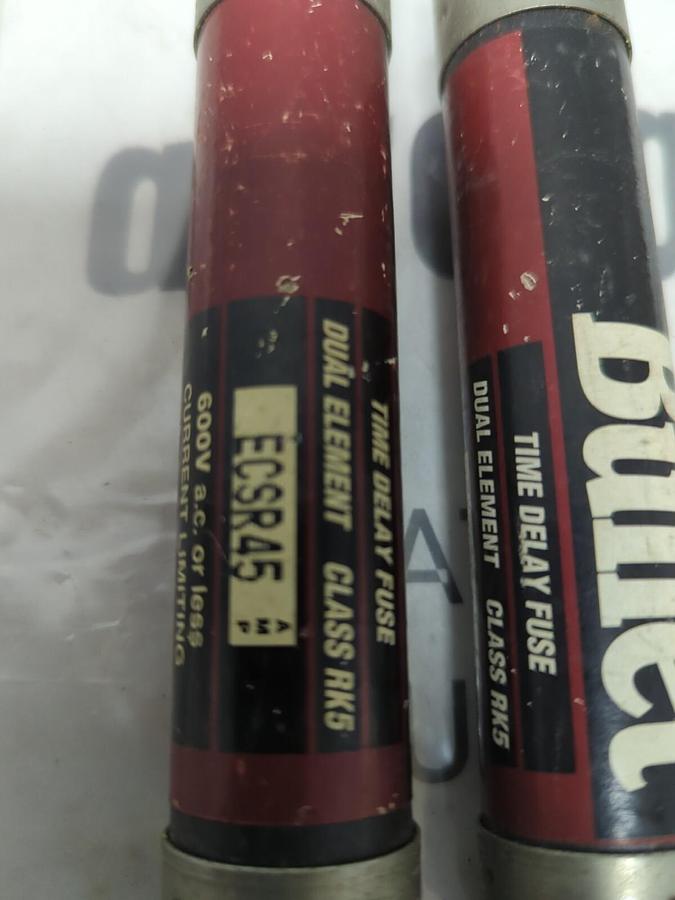 TIME DELAY FUSE
DUAL ELEMENT CLASS RK5
ECSR45 AMP
600V a.c. or less
CURRENT LIMITING
Bullet
TIME DELAY FUSE
DUAL ELEMENT CLASS RK5